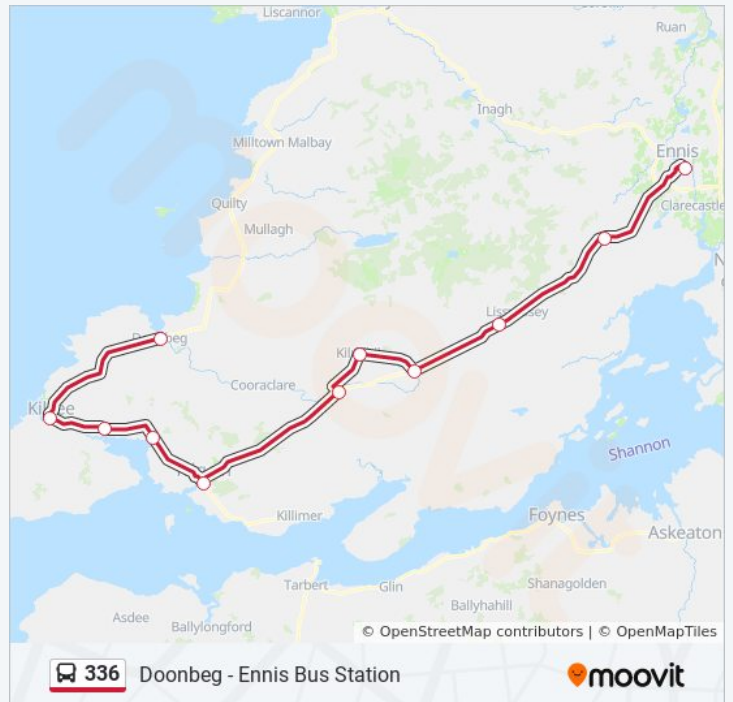 Liscannor
Ruan
Inagh
Milltown Malbay
Ennis
Clarecastle
Quilty
Mullagh
Cooraclare
Shannon
Killimer
Foynes
Askeaton
Tarbert
Glin
Shanagolden
Asdee
Ballylongford
Ballyhahill
© OpenStreetMap contributors | © OpenMapTiles
336 Doonbeg - Ennis Bus Station
moovit